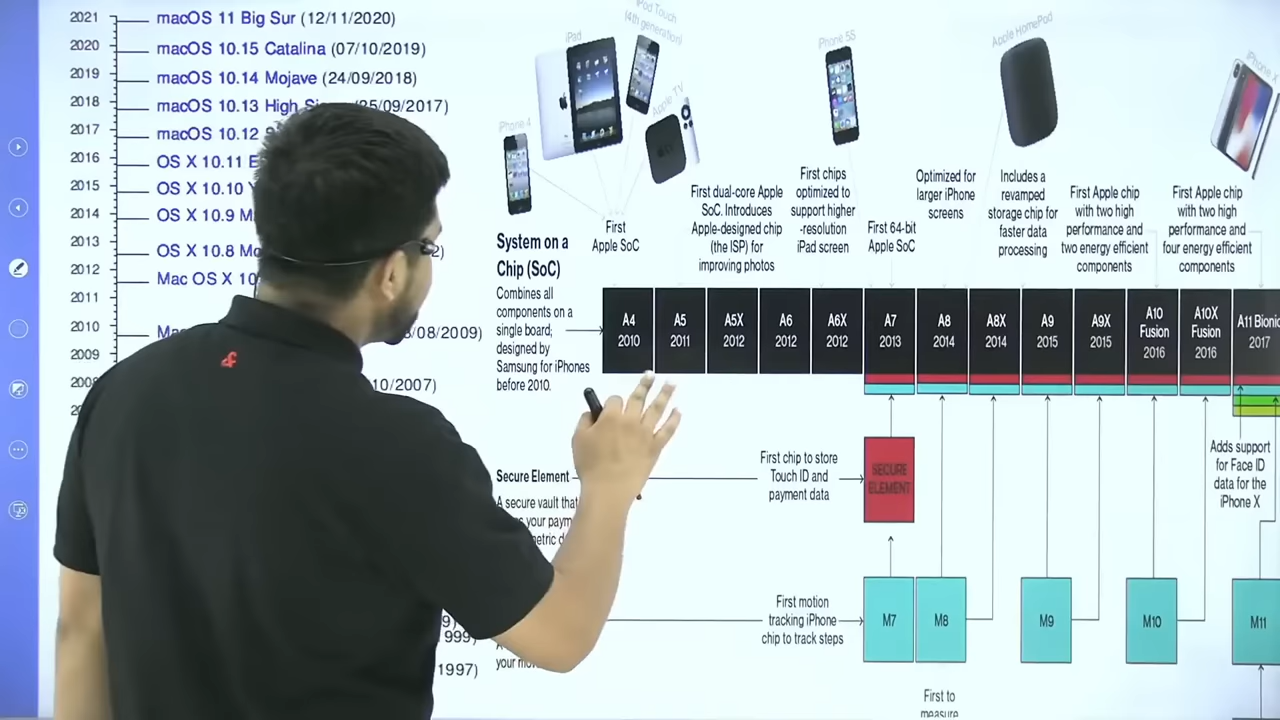 2021
macOS 11 Big Sur (12/11/2020)
2020
macOS 10.15 Catalina (07/10/2019)
2019
macOS 10.14 Mojave (24/09/2018)
2018
macOS 10.13 High
(25/09/2017)
2017
macOS 10.12
2016
OS X 10.11
2015
OS X 10.10
2014
OS X 10.9
2013
OS X 10.8
2)
2012
Mac OS X
2011
2010
/08/2009)
2009
2008
10/2007)
9)
1999)
1997)
iPhone 4
iPad
iPod Touch
(4th generation)
Apple TV
iPhone 5S
Apple HomePod
System on a
Chip (SoC)
Combines all
components on a
single board;
designed by
Samsung for iPhones
before 2010.
First
Apple SoC
First dual-core Apple
SoC. Introduces
Apple-designed chip
(the ISP) for
improving photos
First chips
optimized to
support higher
-resolution
iPad screen
First 64-bit
Apple SoC
Optimized for
larger iPhone
screens
Includes a
revamped
storage chip for
faster data
processing
First Apple chip
with two high
performance and
two energy efficient
components
First Apple chip
with two high
performance and
four energy efficient
components
A4
2010
A5
2011
A5X
2012
A6
2012
A6X
2012
A7
2013
A8
2014
A8X
2014
A9
2015
A9X
2015
A10
Fusion
2016
A10X
Fusion
2016
A11 Bionic
2017
Secure Element
A secure vault that
your
First chip to store
Touch ID and
payment data
SECURE
ELEMENT
Adds support
for Face ID
data for the
iPhone X
First motion
tracking iPhone
chip to track steps
M7
M8
M9
M10
M11
your
First to
measure